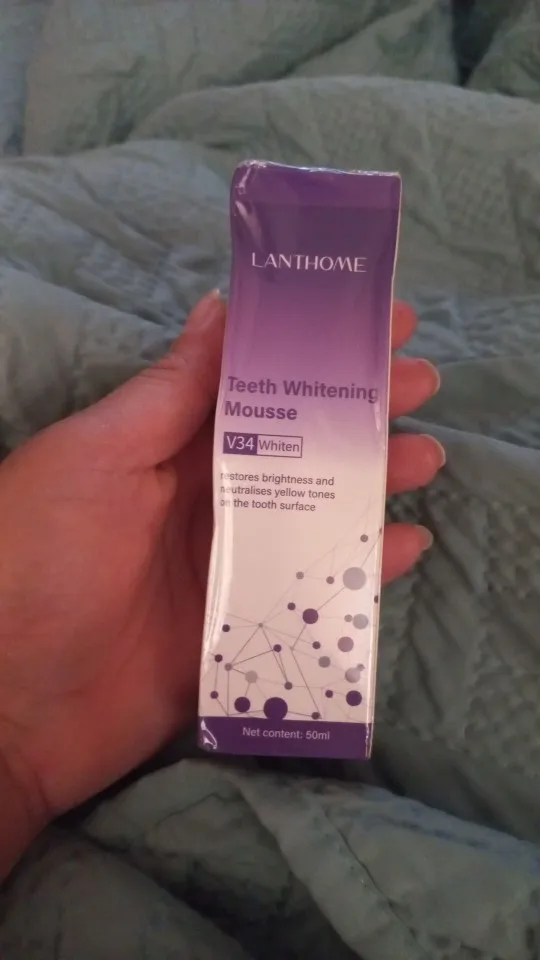 LANTHOME
Teeth Whitening
Mousse
V34 Whiten
restores brightness and
neutralises yellow tones
on the tooth surface
Net content: 50ml